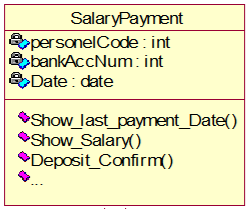 SalaryPayment
personelCode : int
bankAccNum : int
Date : date
Show_last_payment_Date()
Show_Salary()
Deposit_Confirm()
...